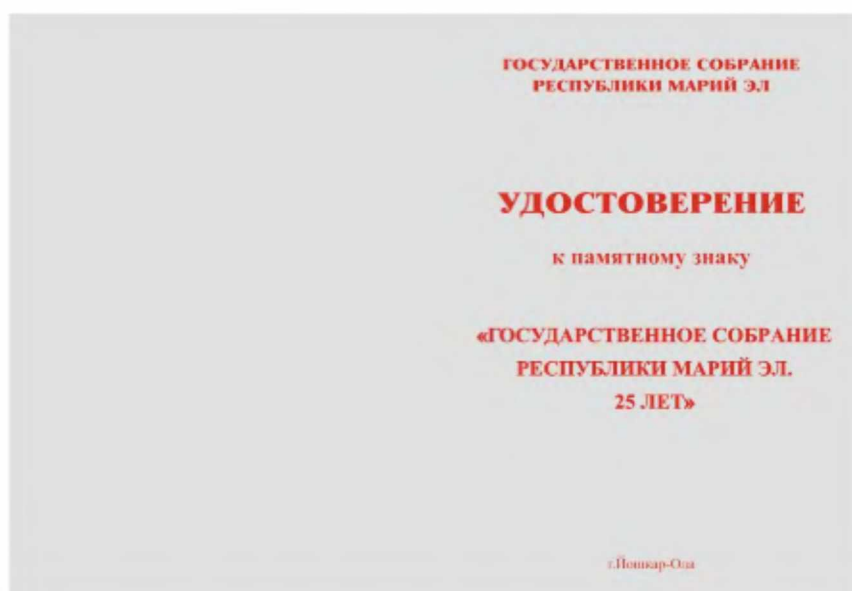 ГОСУДАРСТВЕННОЕ СОБРАНИЕ
РЕСПУБЛИКИ МАРИЙ ЭЛ
УДОСТОВЕРЕНИЕ
к памятному знаку
«ГОСУДАРСТВЕННОЕ СОБРАНИЕ
РЕСПУБЛИКИ МАРИЙ ЭЛ.
25 ЛЕТ»
г.Йошкар-Ола